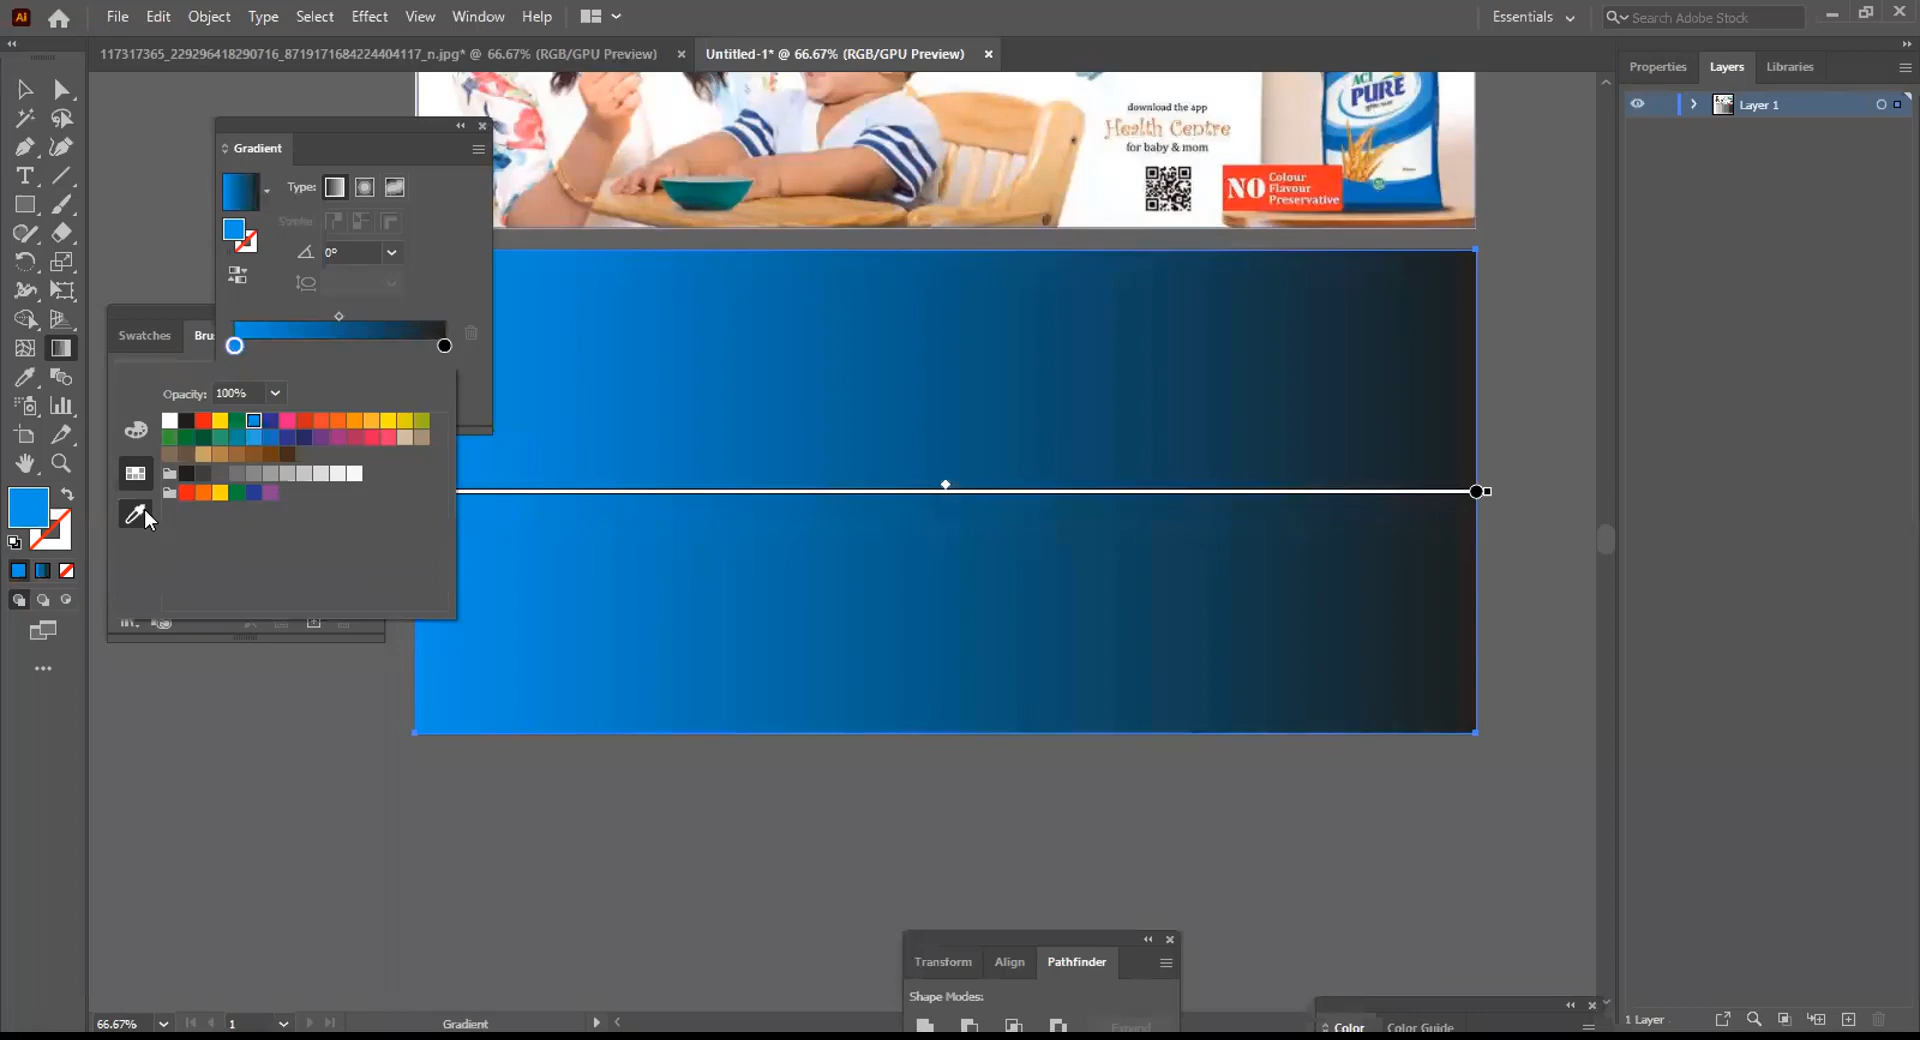 Ai
File Edit Object Type Select Effect View Window Help
Essentials
Search Adobe Stock
117317365_229296418290716_8719171684224404117_n.jpg* @ 66.67% (RGB/GPU Preview)
Untitled-1* @ 66.67% (RGB/GPU Preview)
Properties Layers Libraries
Layer 1
ACI
PURE
download the app
Health Centre
for baby & mom
NO Colour
Flavour
Preservative
Gradient
Type:
Stroke:
0°
Swatches Brus
Opacity: 100%
Transform Align Pathfinder
Shape Modes:
Expand
66.67%
1
Gradient
Color Color Guide
1 Layer